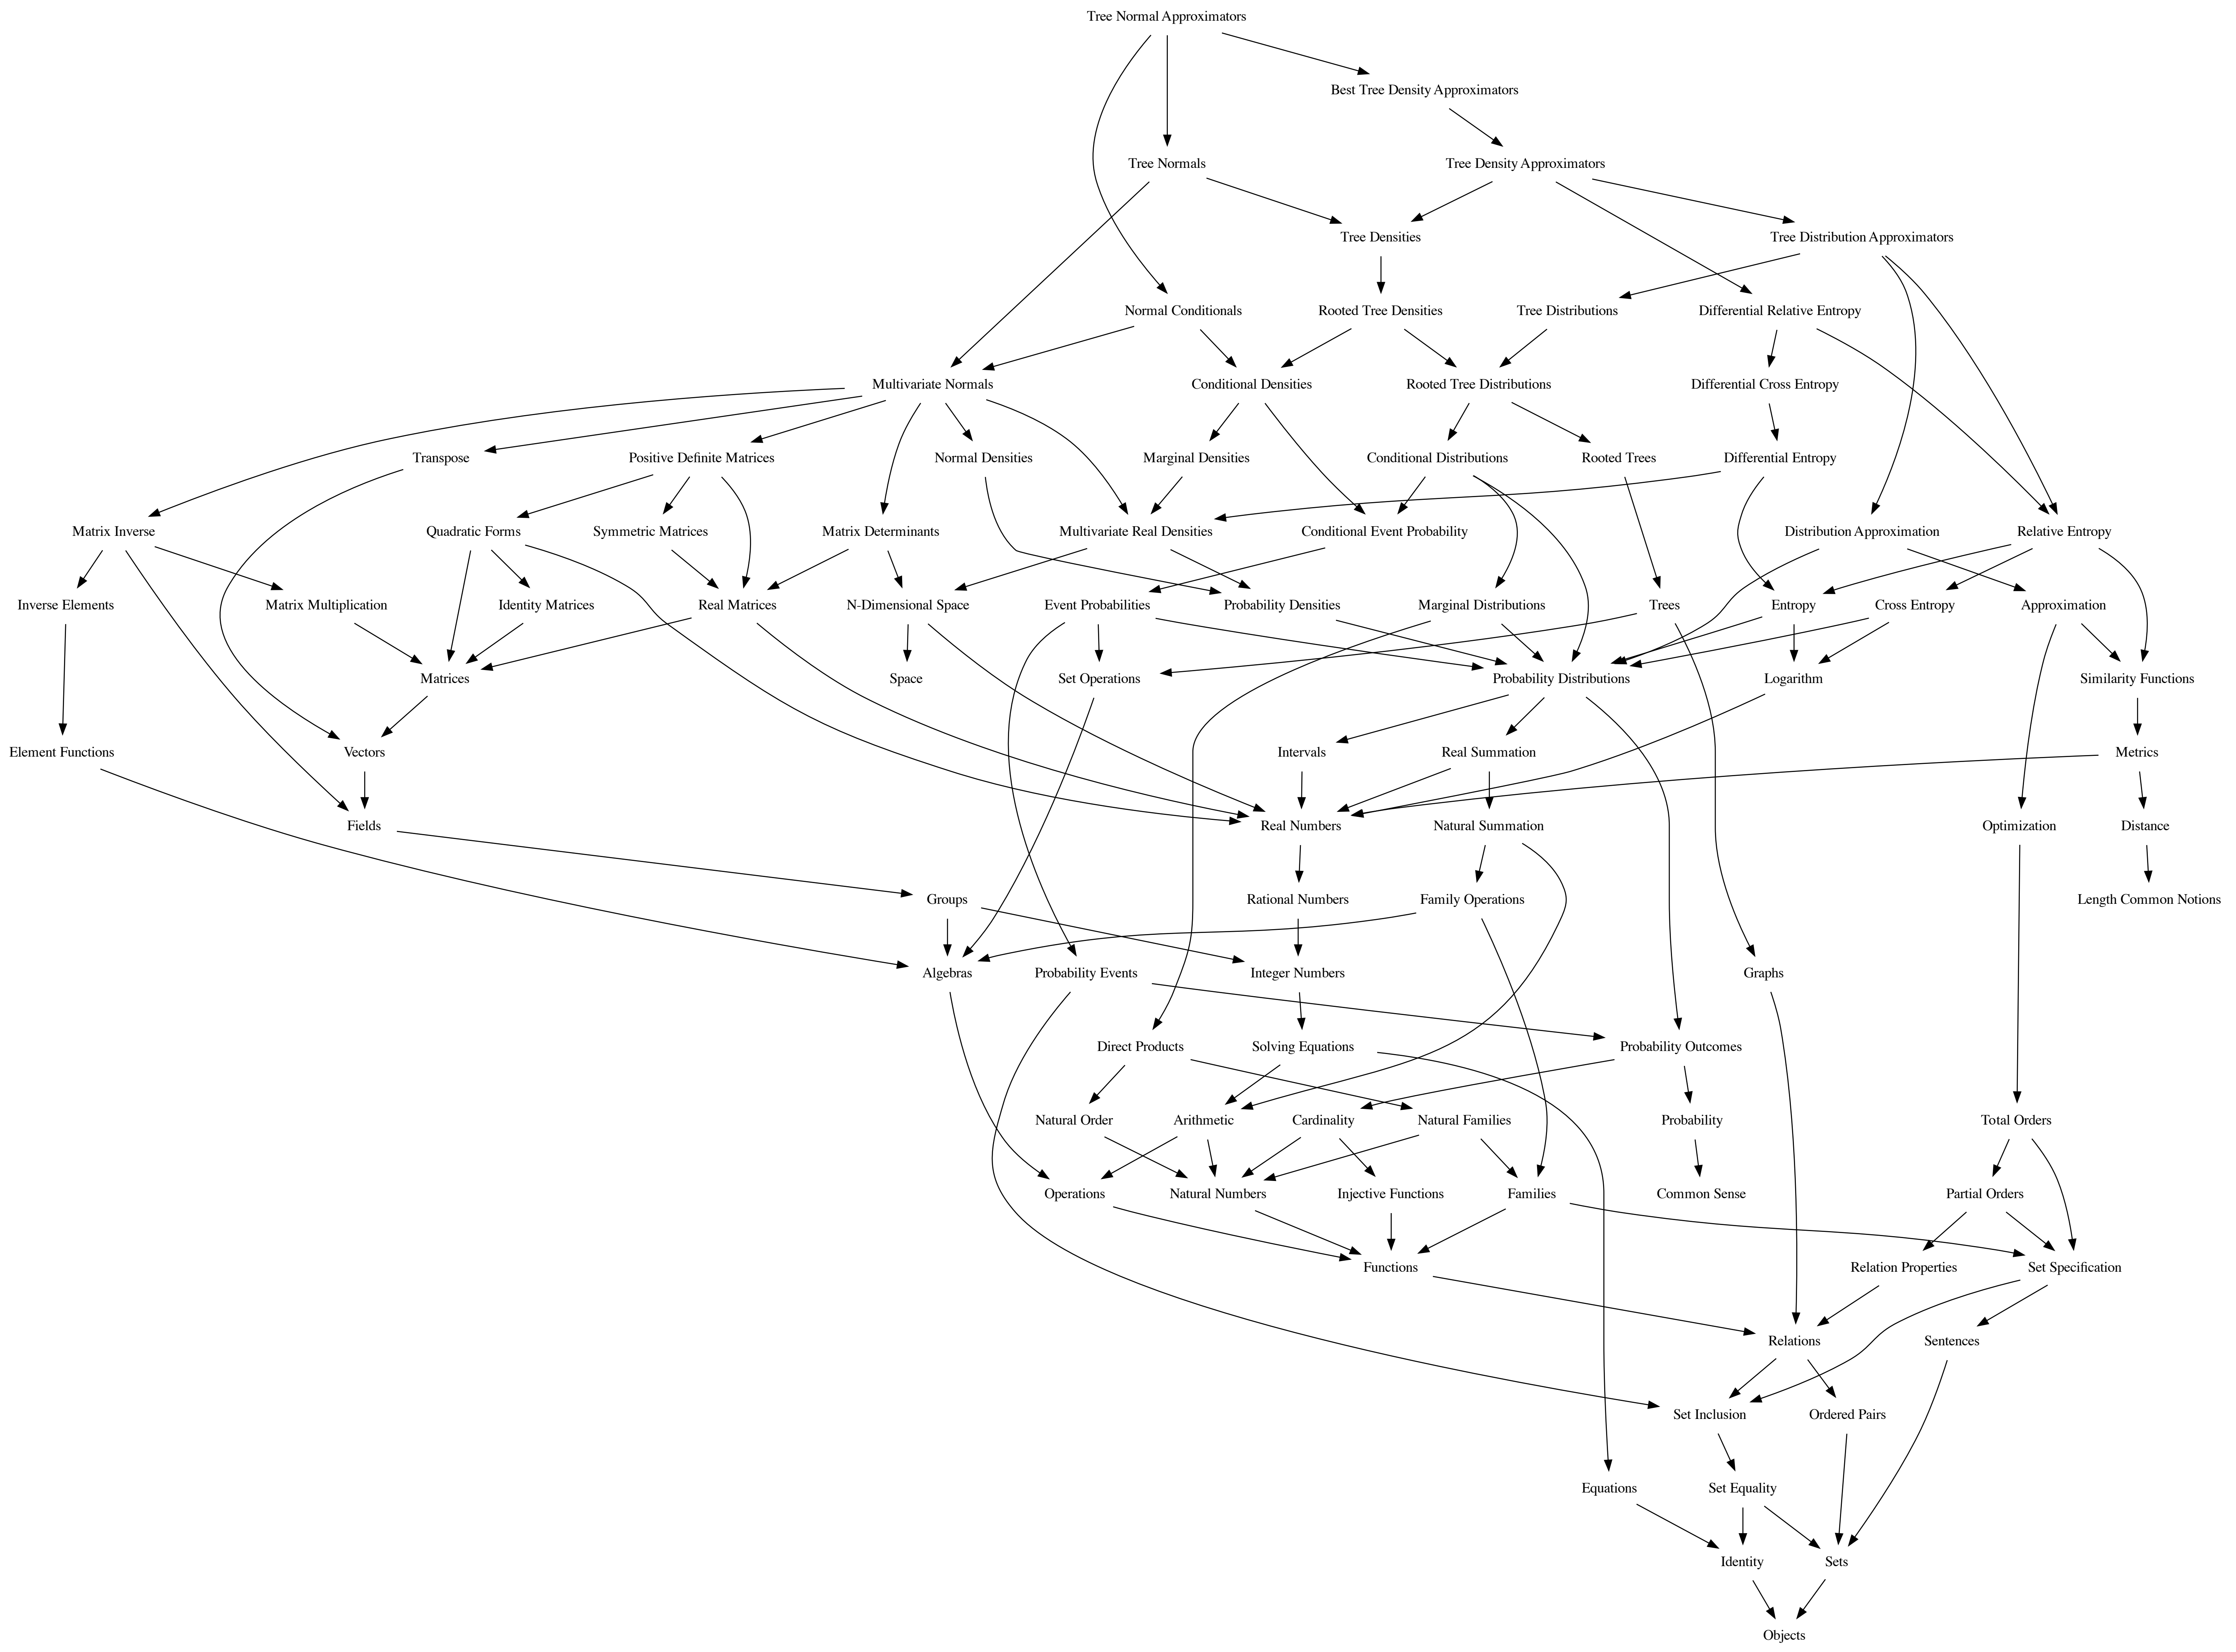 Tree Normal Approximators
Best Tree Density Approximators
Tree Normals
Tree Density Approximators
Tree Densities
Tree Distribution Approximators
Normal Conditionals
Rooted Tree Densities
Tree Distributions
Differential Relative Entropy
Multivariate Normals
Conditional Densities
Rooted Tree Distributions
Differential Cross Entropy
Transpose
Positive Definite Matrices
Normal Densities
Marginal Densities
Conditional Distributions
Rooted Trees
Differential Entropy
Matrix Inverse
Quadratic Forms
Symmetric Matrices
Matrix Determinants
Multivariate Real Densities
Conditional Event Probability
Distribution Approximation
Relative Entropy
Inverse Elements
Matrix Multiplication
Identity Matrices
Real Matrices
N-Dimensional Space
Event Probabilities
Probability Densities
Marginal Distributions
Trees
Entropy
Cross Entropy
Approximation
Matrices
Space
Set Operations
Probability Distributions
Logarithm
Similarity Functions
Element Functions
Vectors
Intervals
Real Summation
Metrics
Fields
Real Numbers
Natural Summation
Optimization
Distance
Groups
Rational Numbers
Family Operations
Length Common Notions
Algebras
Probability Events
Integer Numbers
Graphs
Direct Products
Solving Equations
Probability Outcomes
Natural Order
Arithmetic
Cardinality
Natural Families
Probability
Total Orders
Operations
Natural Numbers
Injective Functions
Families
Common Sense
Partial Orders
Functions
Relation Properties
Set Specification
Relations
Sentences
Set Inclusion
Ordered Pairs
Equations
Set Equality
Identity
Sets
Objects